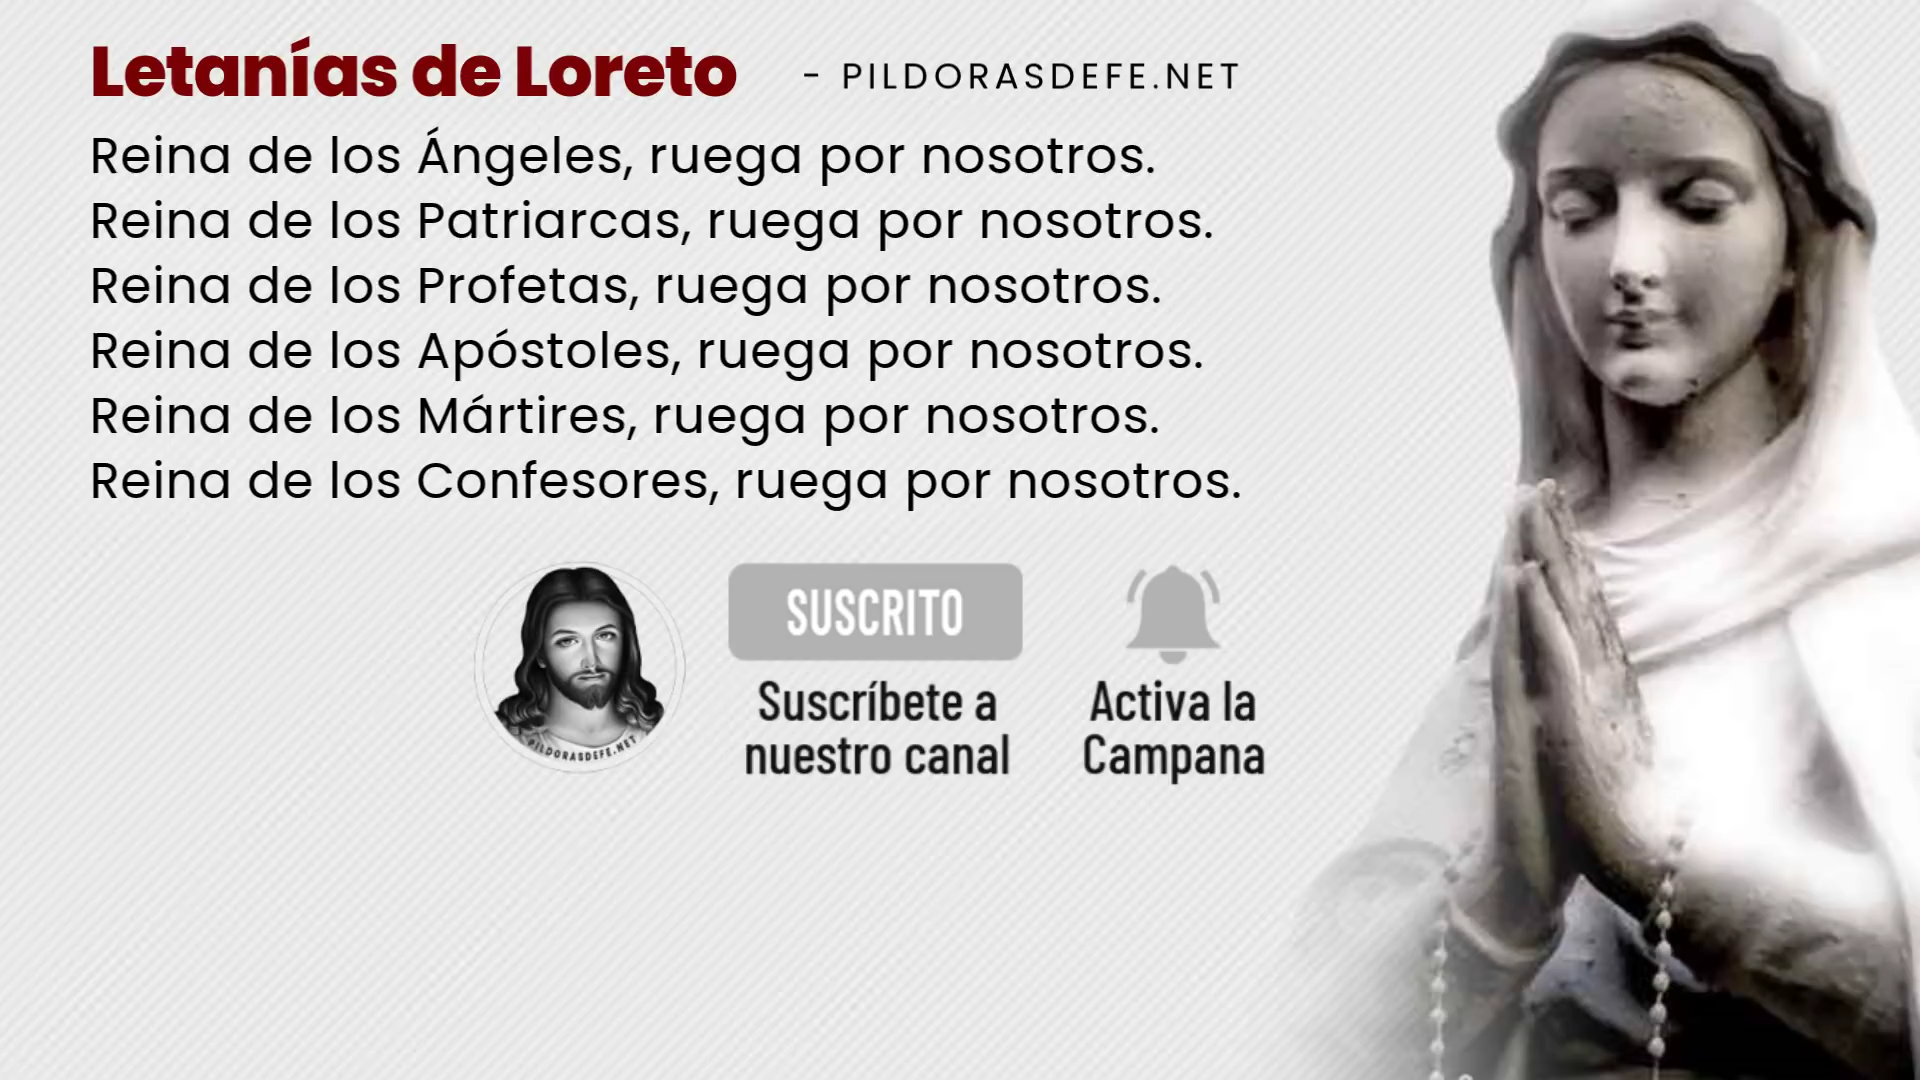 Letanías de Loreto - PILDORASDEFE.NET
Reina de los Ángeles, ruega por nosotros.
Reina de los Patriarcas, ruega por nosotros.
Reina de los Profetas, ruega por nosotros.
Reina de los Apóstoles, ruega por nosotros.
Reina de los Mártires, ruega por nosotros.
Reina de los Confesores, ruega por nosotros.
PILDORASDEFE.NET
SUSCRITO
Suscríbete a
nuestro canal
Activa la
Campana